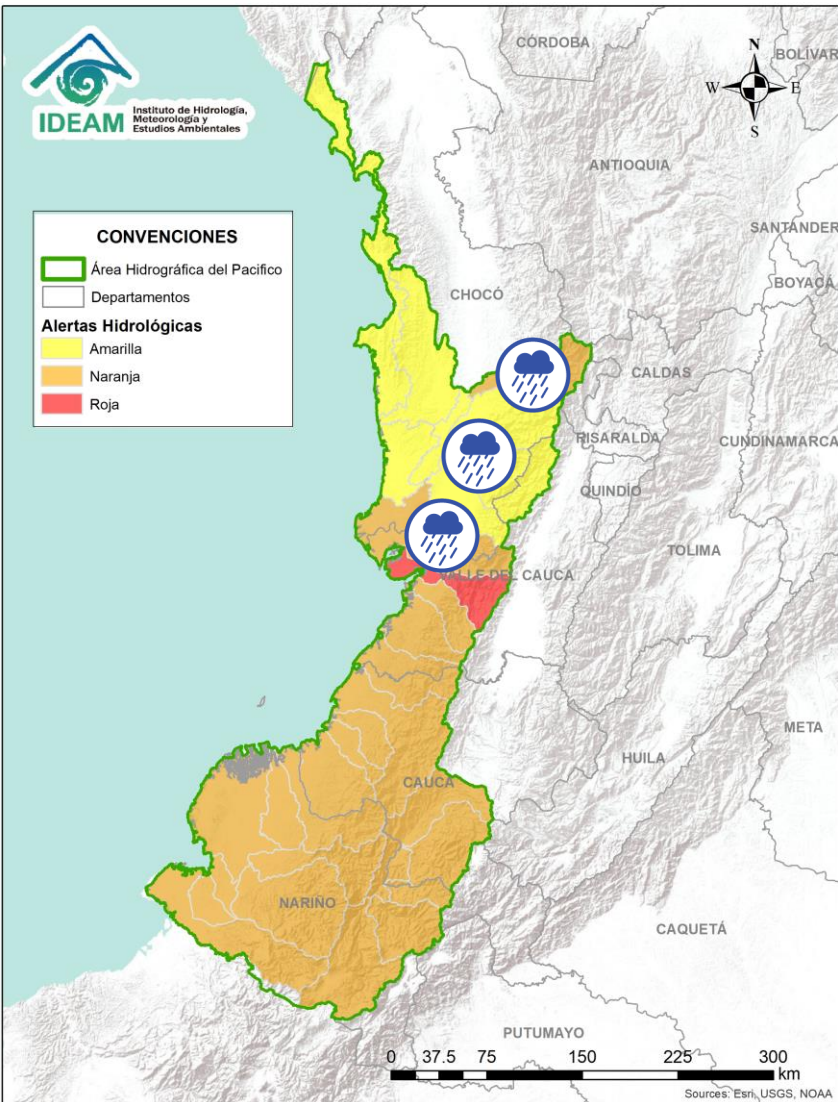 IDEAM
Instituto de Hidrología,
Meteorología y
Estudios Ambientales
CÓRDOBA
BOLÍVAR
N
W
E
S
ANTIOQUIA
SANTANDER
BOYACÁ
CONVENCIONES
Área Hidrográfica del Pacifico
Departamentos
Alertas Hidrológicas
Amarilla
Naranja
Roja
CHOCÓ
CALDAS
RISARALDA
CUNDINAMARCA
QUINDÍO
TOLIMA
VALLE DEL CAUCA
META
HUILA
CAUCA
NARIÑO
CAQUETÁ
PUTUMAYO
0 37.5 75 150 225 300
km
Sources: Esri, USGS, NOAA